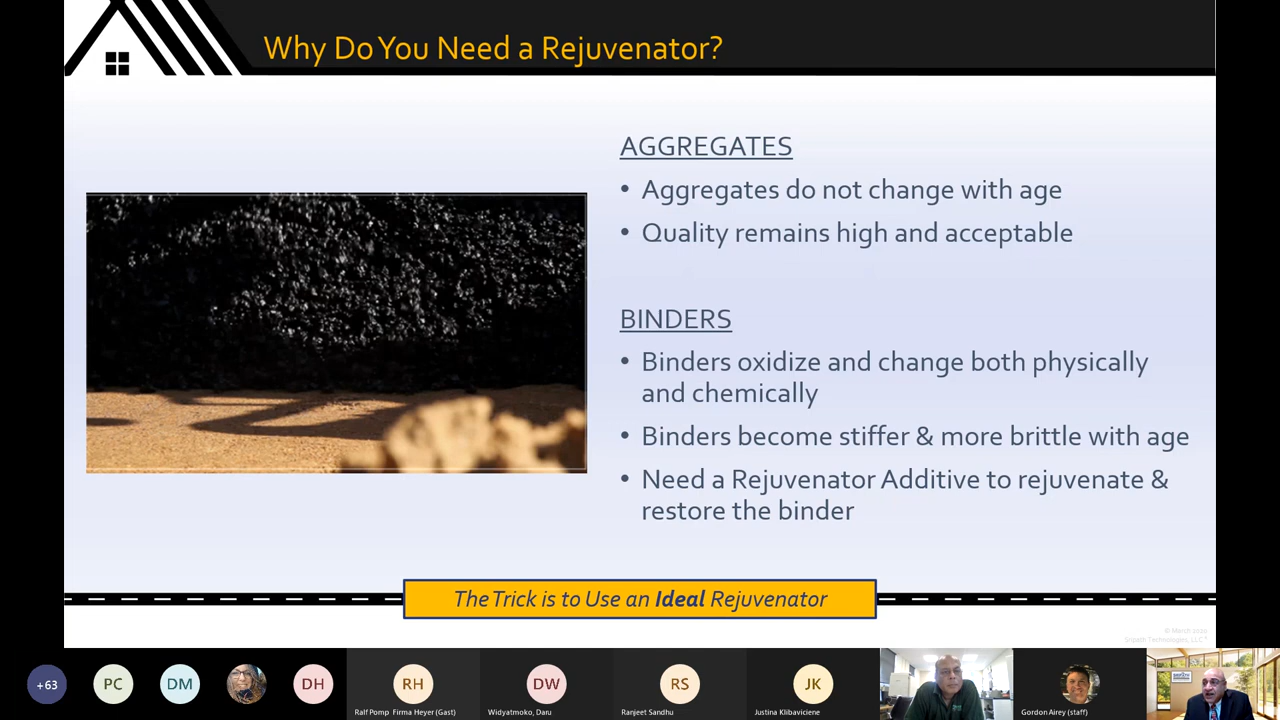 Why Do You Need a Rejuvenator?
AGGREGATES
• Aggregates do not change with age
• Quality remains high and acceptable
BINDERS
• Binders oxidize and change both physically
and chemically
• Binders become stiffer & more brittle with age
• Need a Rejuvenator Additive to rejuvenate &
restore the binder
The Trick is to Use an Ideal Rejuvenator
+63
PC
DM
DH
RH
DW
RS
JK
Ralf Pomp Firma Heyer (Gast)
Widyatmoko, Daru
Ranjeet Sandhu
Justina Klibaviciene
Gordon Airey (staff)